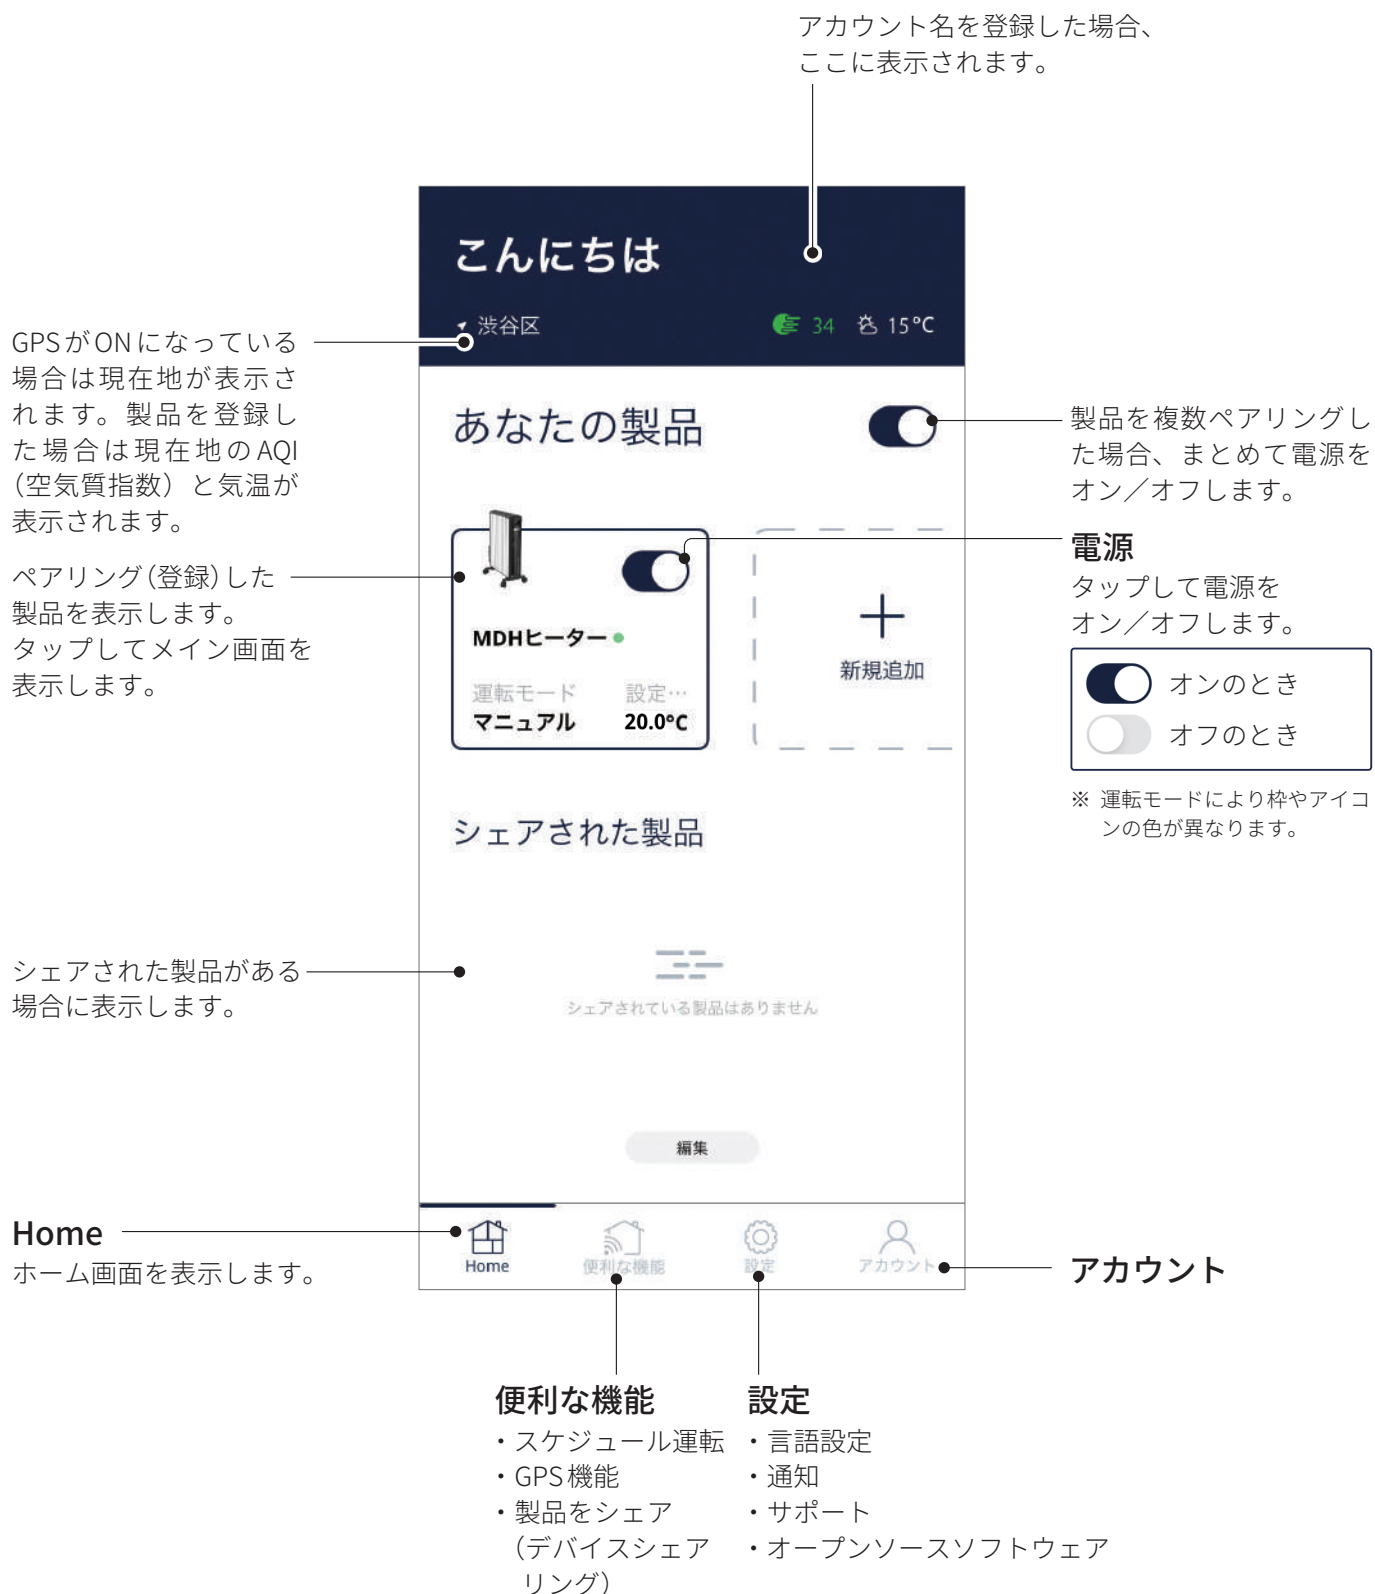 アカウント名を登録した場合、
ここに表示されます。
こんにちは
渋谷区
34
15°C
GPSがONになっている
場合は現在地が表示さ
れます。製品を登録し
た場合は現在地のAQI
（空気質指数）と気温が
表示されます。
あなたの製品
製品を複数ペアリングし
た場合、まとめて電源を
オン／オフします。
ペアリング（登録）した
製品を表示します。
タップしてメイン画面を
表示します。
MDHヒーター
運転モード
設定…
マニュアル
20.0°C
新規追加
電源
タップして電源を
オン／オフします。
オンのとき
オフのとき
※ 運転モードにより枠やアイコ
ンの色が異なります。
シェアされた製品
シェアされた製品がある
場合に表示します。
シェアされている製品はありません
編集
Home
ホーム画面を表示します。
Home
便利な機能
設定
アカウント
アカウント
便利な機能
・スケジュール運転
・GPS機能
・製品をシェア
（デバイスシェア
リング）
設定
・言語設定
・通知
・サポート
・オープンソースソフトウェア